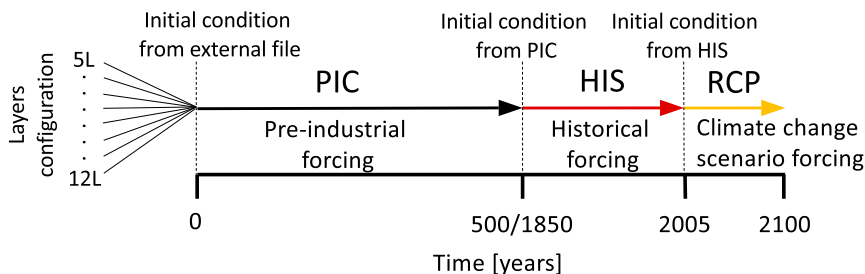 Initial condition
from external file
Initial condition
from PIC
Initial condition
from HIS
Layers
configuration
5L
.
.
.
.
.
.
12L
PIC
HIS
RCP
Pre-industrial
forcing
Historical
forcing
Climate change
scenario forcing
0
500/1850
2005
2100
Time [years]